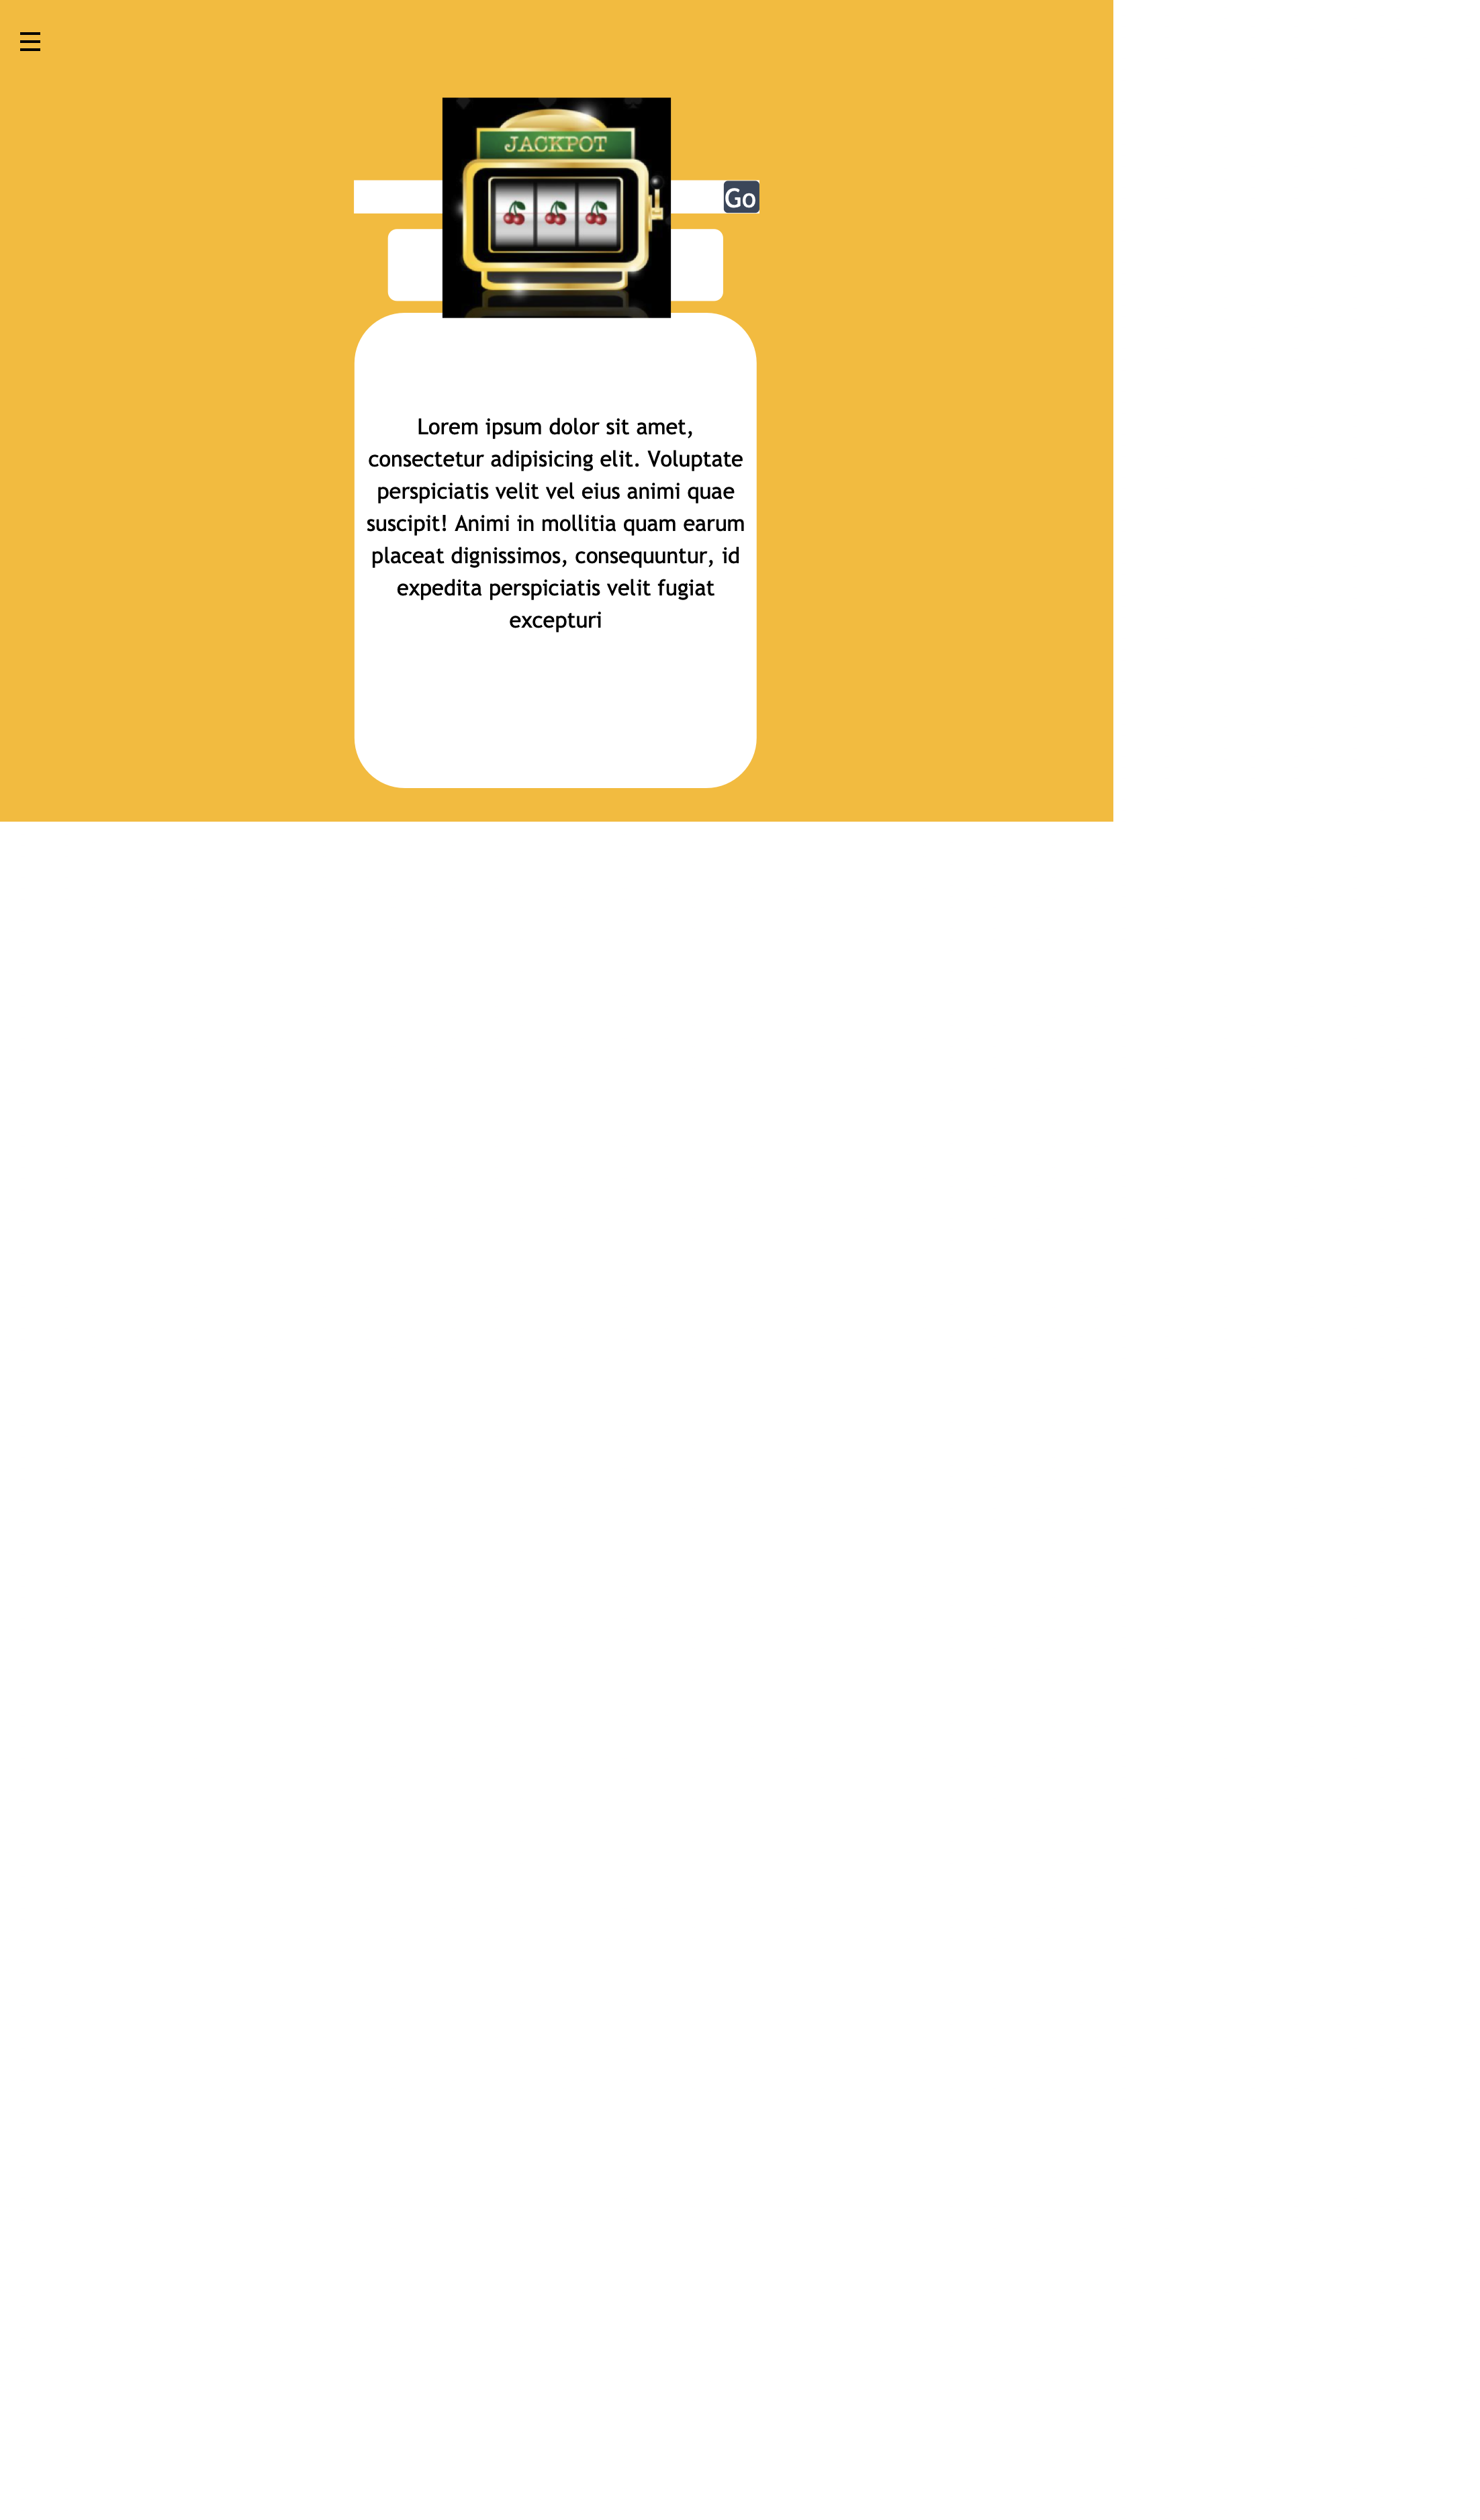 ☰
JACKPOT
Go
Lorem ipsum dolor sit amet,
consectetur adipisicing elit. Voluptate
perspiciatis velit vel eius animi quae
suscipit! Animi in mollitia quam earum
placeat dignissimos, consequuntur, id
expedita perspiciatis velit fugiat
excepturi